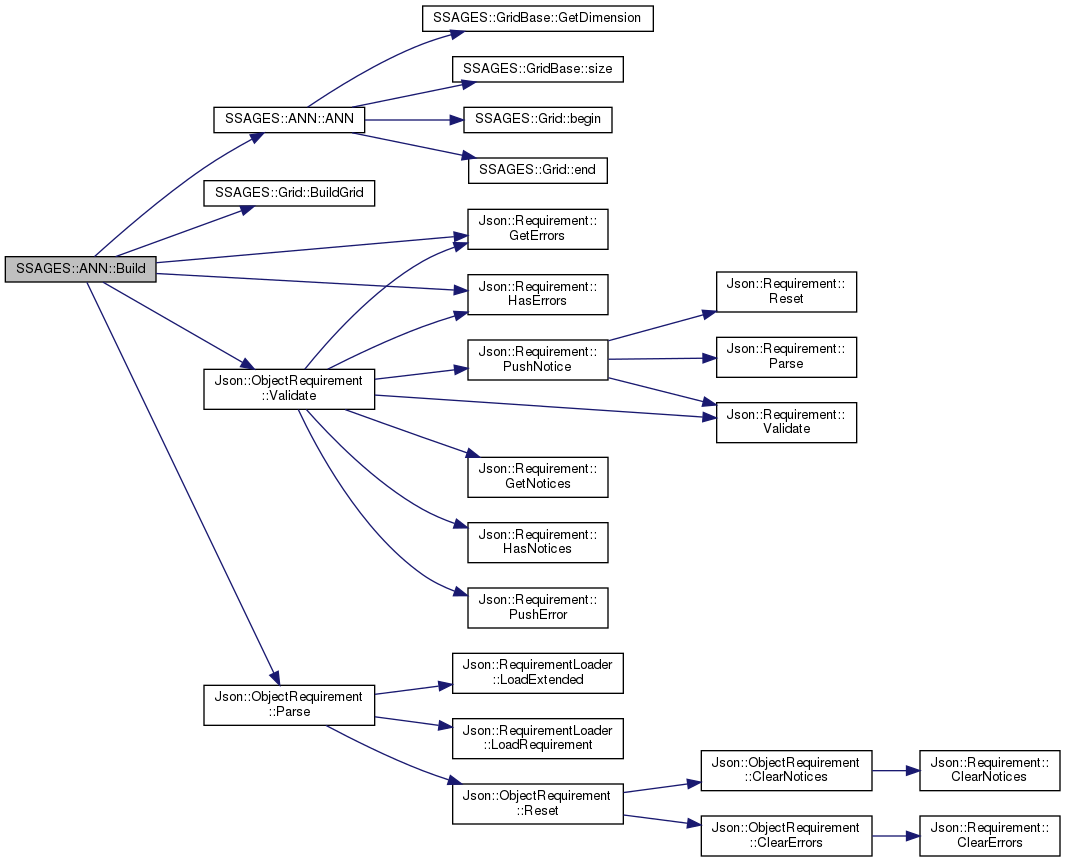 SSAGES::GridBase::GetDimension
SSAGES::GridBase::size
SSAGES::ANN::ANN
SSAGES::Grid::begin
SSAGES::Grid::end
SSAGES::Grid::BuildGrid
Json::Requirement::
GetErrors
SSAGES::ANN::Build
Json::Requirement::
HasErrors
Json::Requirement::
Reset
Json::Requirement::
PushNotice
Json::Requirement::
Parse
Json::ObjectRequirement
::Validate
Json::Requirement::
Validate
Json::Requirement::
GetNotices
Json::Requirement::
HasNotices
Json::Requirement::
PushError
Json::RequirementLoader
::LoadExtended
Json::ObjectRequirement
::Parse
Json::RequirementLoader
::LoadRequirement
Json::ObjectRequirement
::Reset
Json::ObjectRequirement
::ClearNotices
Json::Requirement::
ClearNotices
Json::ObjectRequirement
::ClearErrors
Json::Requirement::
ClearErrors